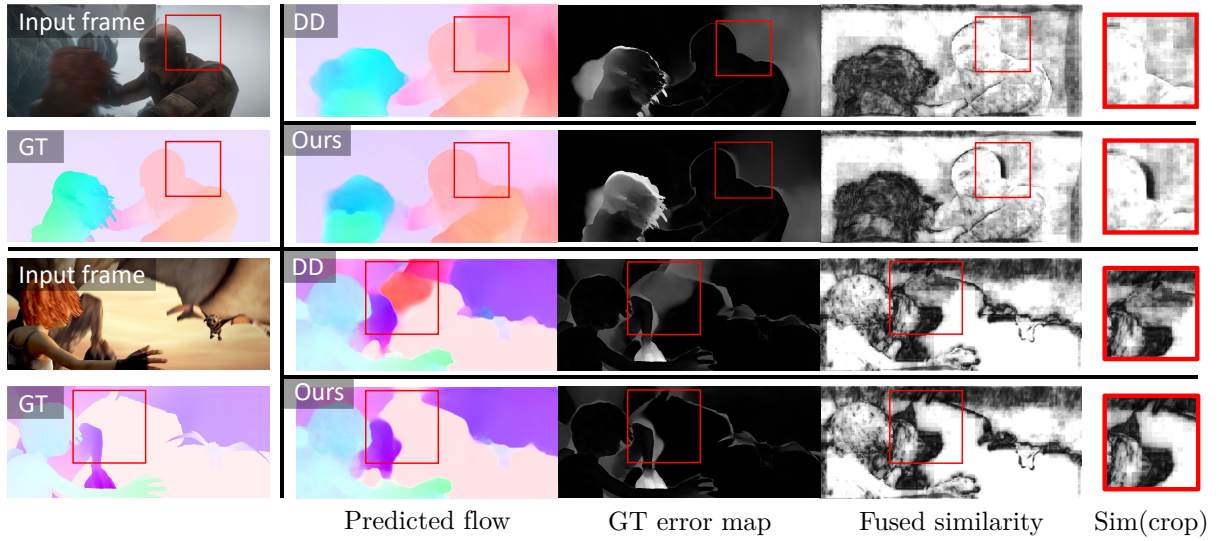 Input frame
DD
GT
Ours
Input frame
DD
GT
Ours
Predicted flow
GT error map
Fused similarity
Sim(crop)